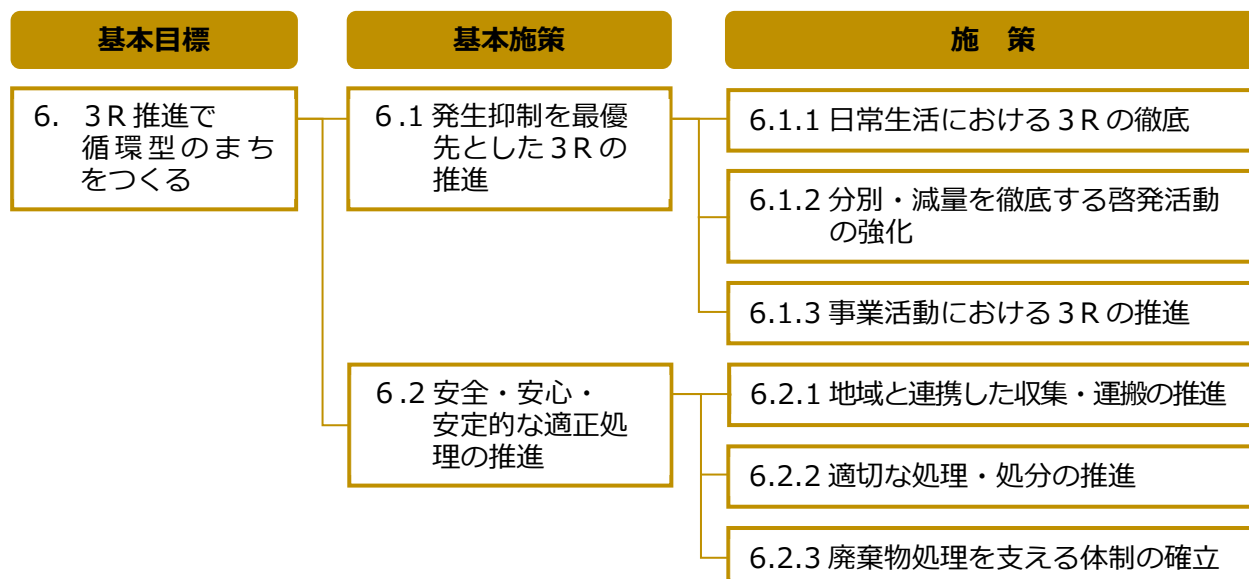 基本目標
基本施策
施　策
6.　３Ｒ推進で
循環型のまち
をつくる
6.1 発生抑制を最優
先とした３Ｒの
推進
6.1.1 日常生活における３Ｒの徹底
6.1.2 分別・減量を徹底する啓発活動
の強化
6.1.3 事業活動における３Ｒの推進
6.2 安全・安心・
安定的な適正処
理の推進
6.2.1 地域と連携した収集・運搬の推進
6.2.2 適切な処理・処分の推進
6.2.3 廃棄物処理を支える体制の確立